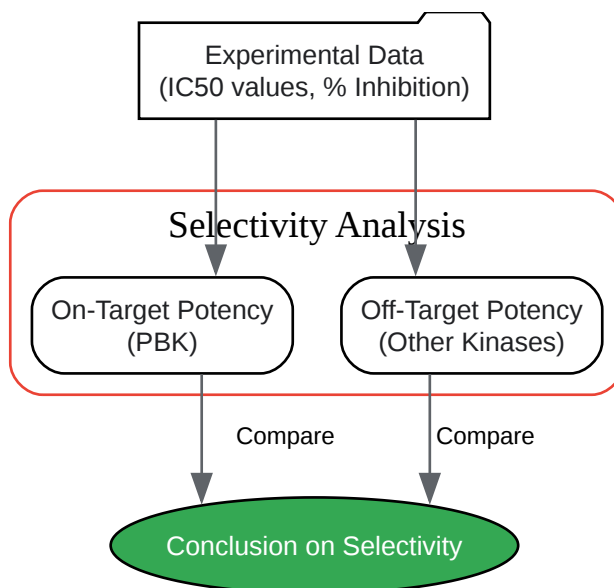 Experimental Data
(IC50 values, % Inhibition)
Selectivity Analysis
On-Target Potency
(PBK)
Off-Target Potency
(Other Kinases)
Compare
Compare
Conclusion on Selectivity